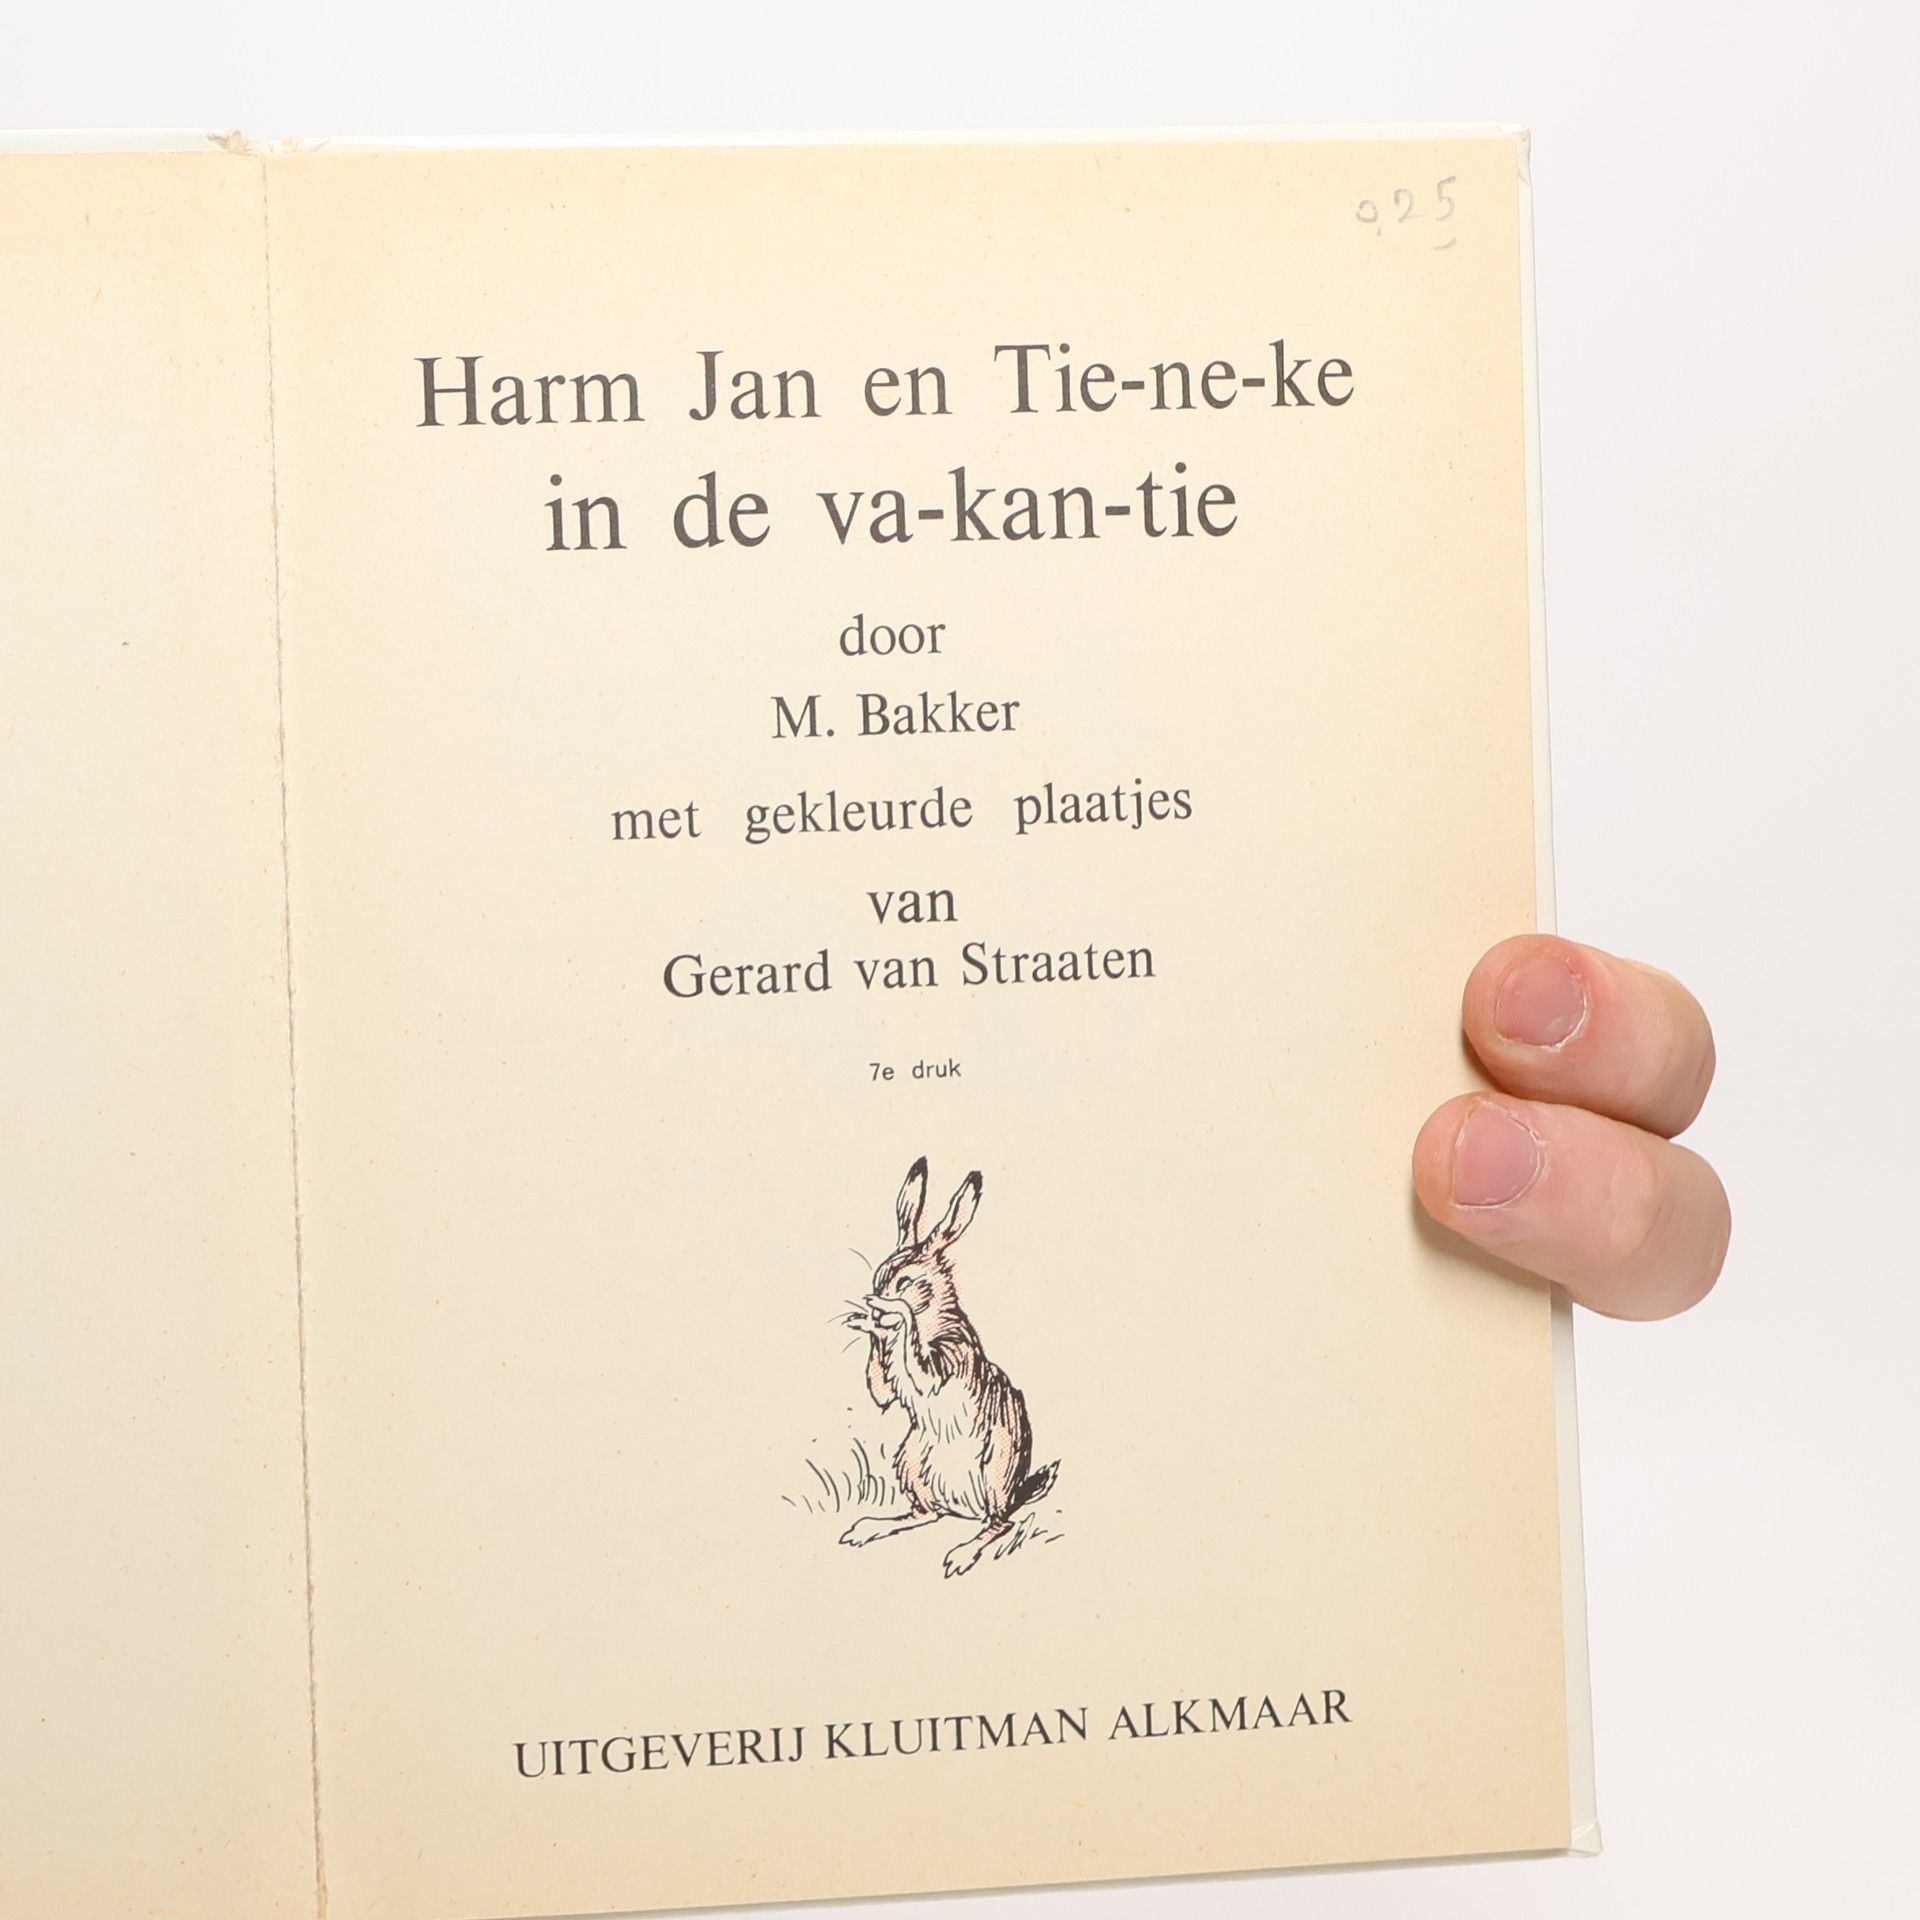 0,25
Harm Jan en Tie-ne-ke
in de va-kan-tie
door
M. Bakker
met gekleurde plaatjes
van
Gerard van Straaten
7e druk
UITGEVERIJ KLUITMAN ALKMAAR